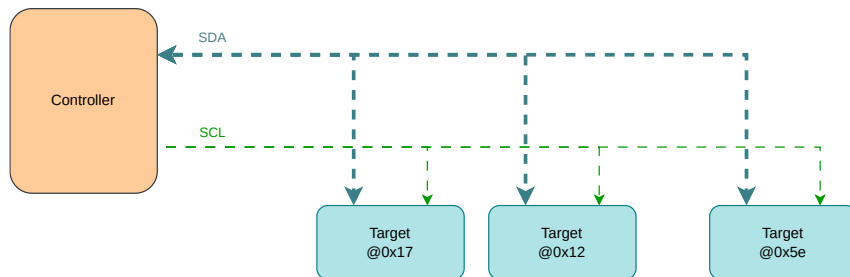 SDA
Controller
SCL
Target
@0x17
Target
@0x12
Target
@0x5e